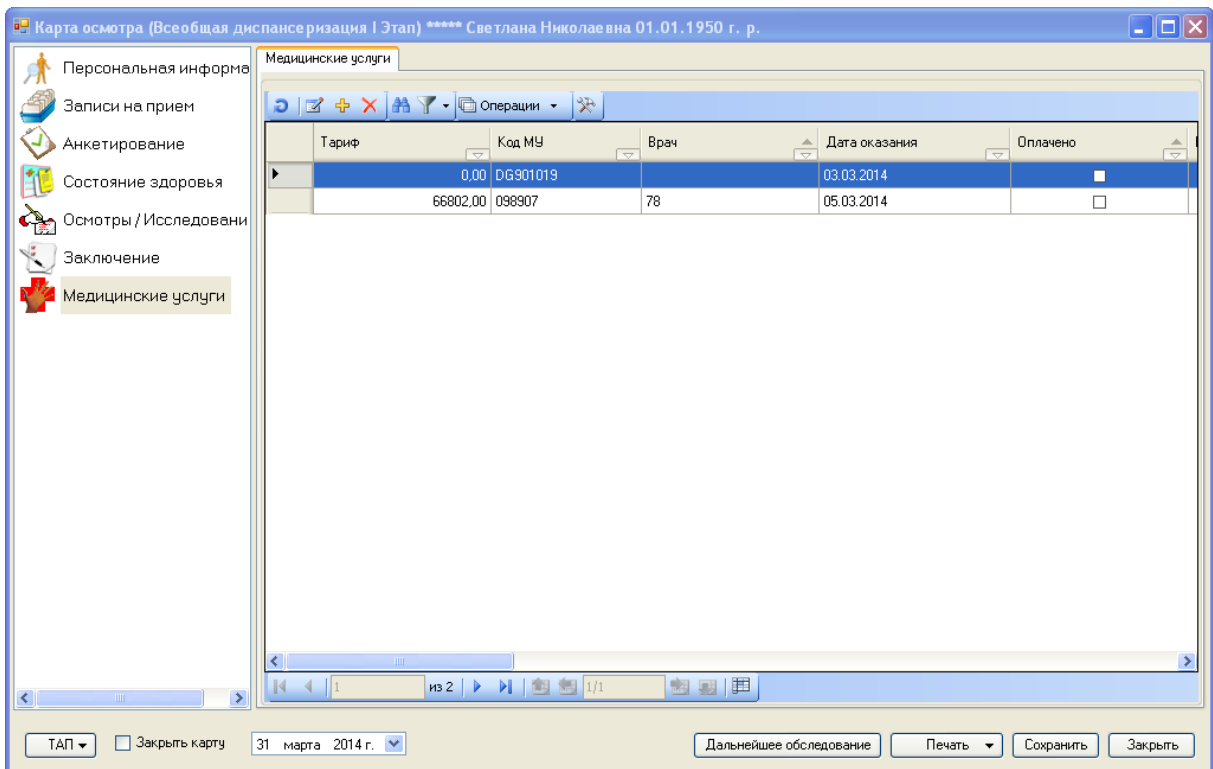 Карта осмотра (Всеобщая диспансеризация I Этап) ***** Светлана Николаевна 01.01.1950 г. р.
Персональная информа
Записи на прием
Анкетирование
Состояние здоровья
Осмотры / Исследовани
Заключение
Медицинские услуги
Медицинские услуги
Операции
Тариф Код МУ Врач Дата оказания Оплачено
0,00 DG901019 03.03.2014
66802,00 098907 78 05.03.2014
1 из 2 1/1
ТАП Закрыть карту 31 марта 2014 г. Дальнейшее обследование Печать Сохранить Закрыть